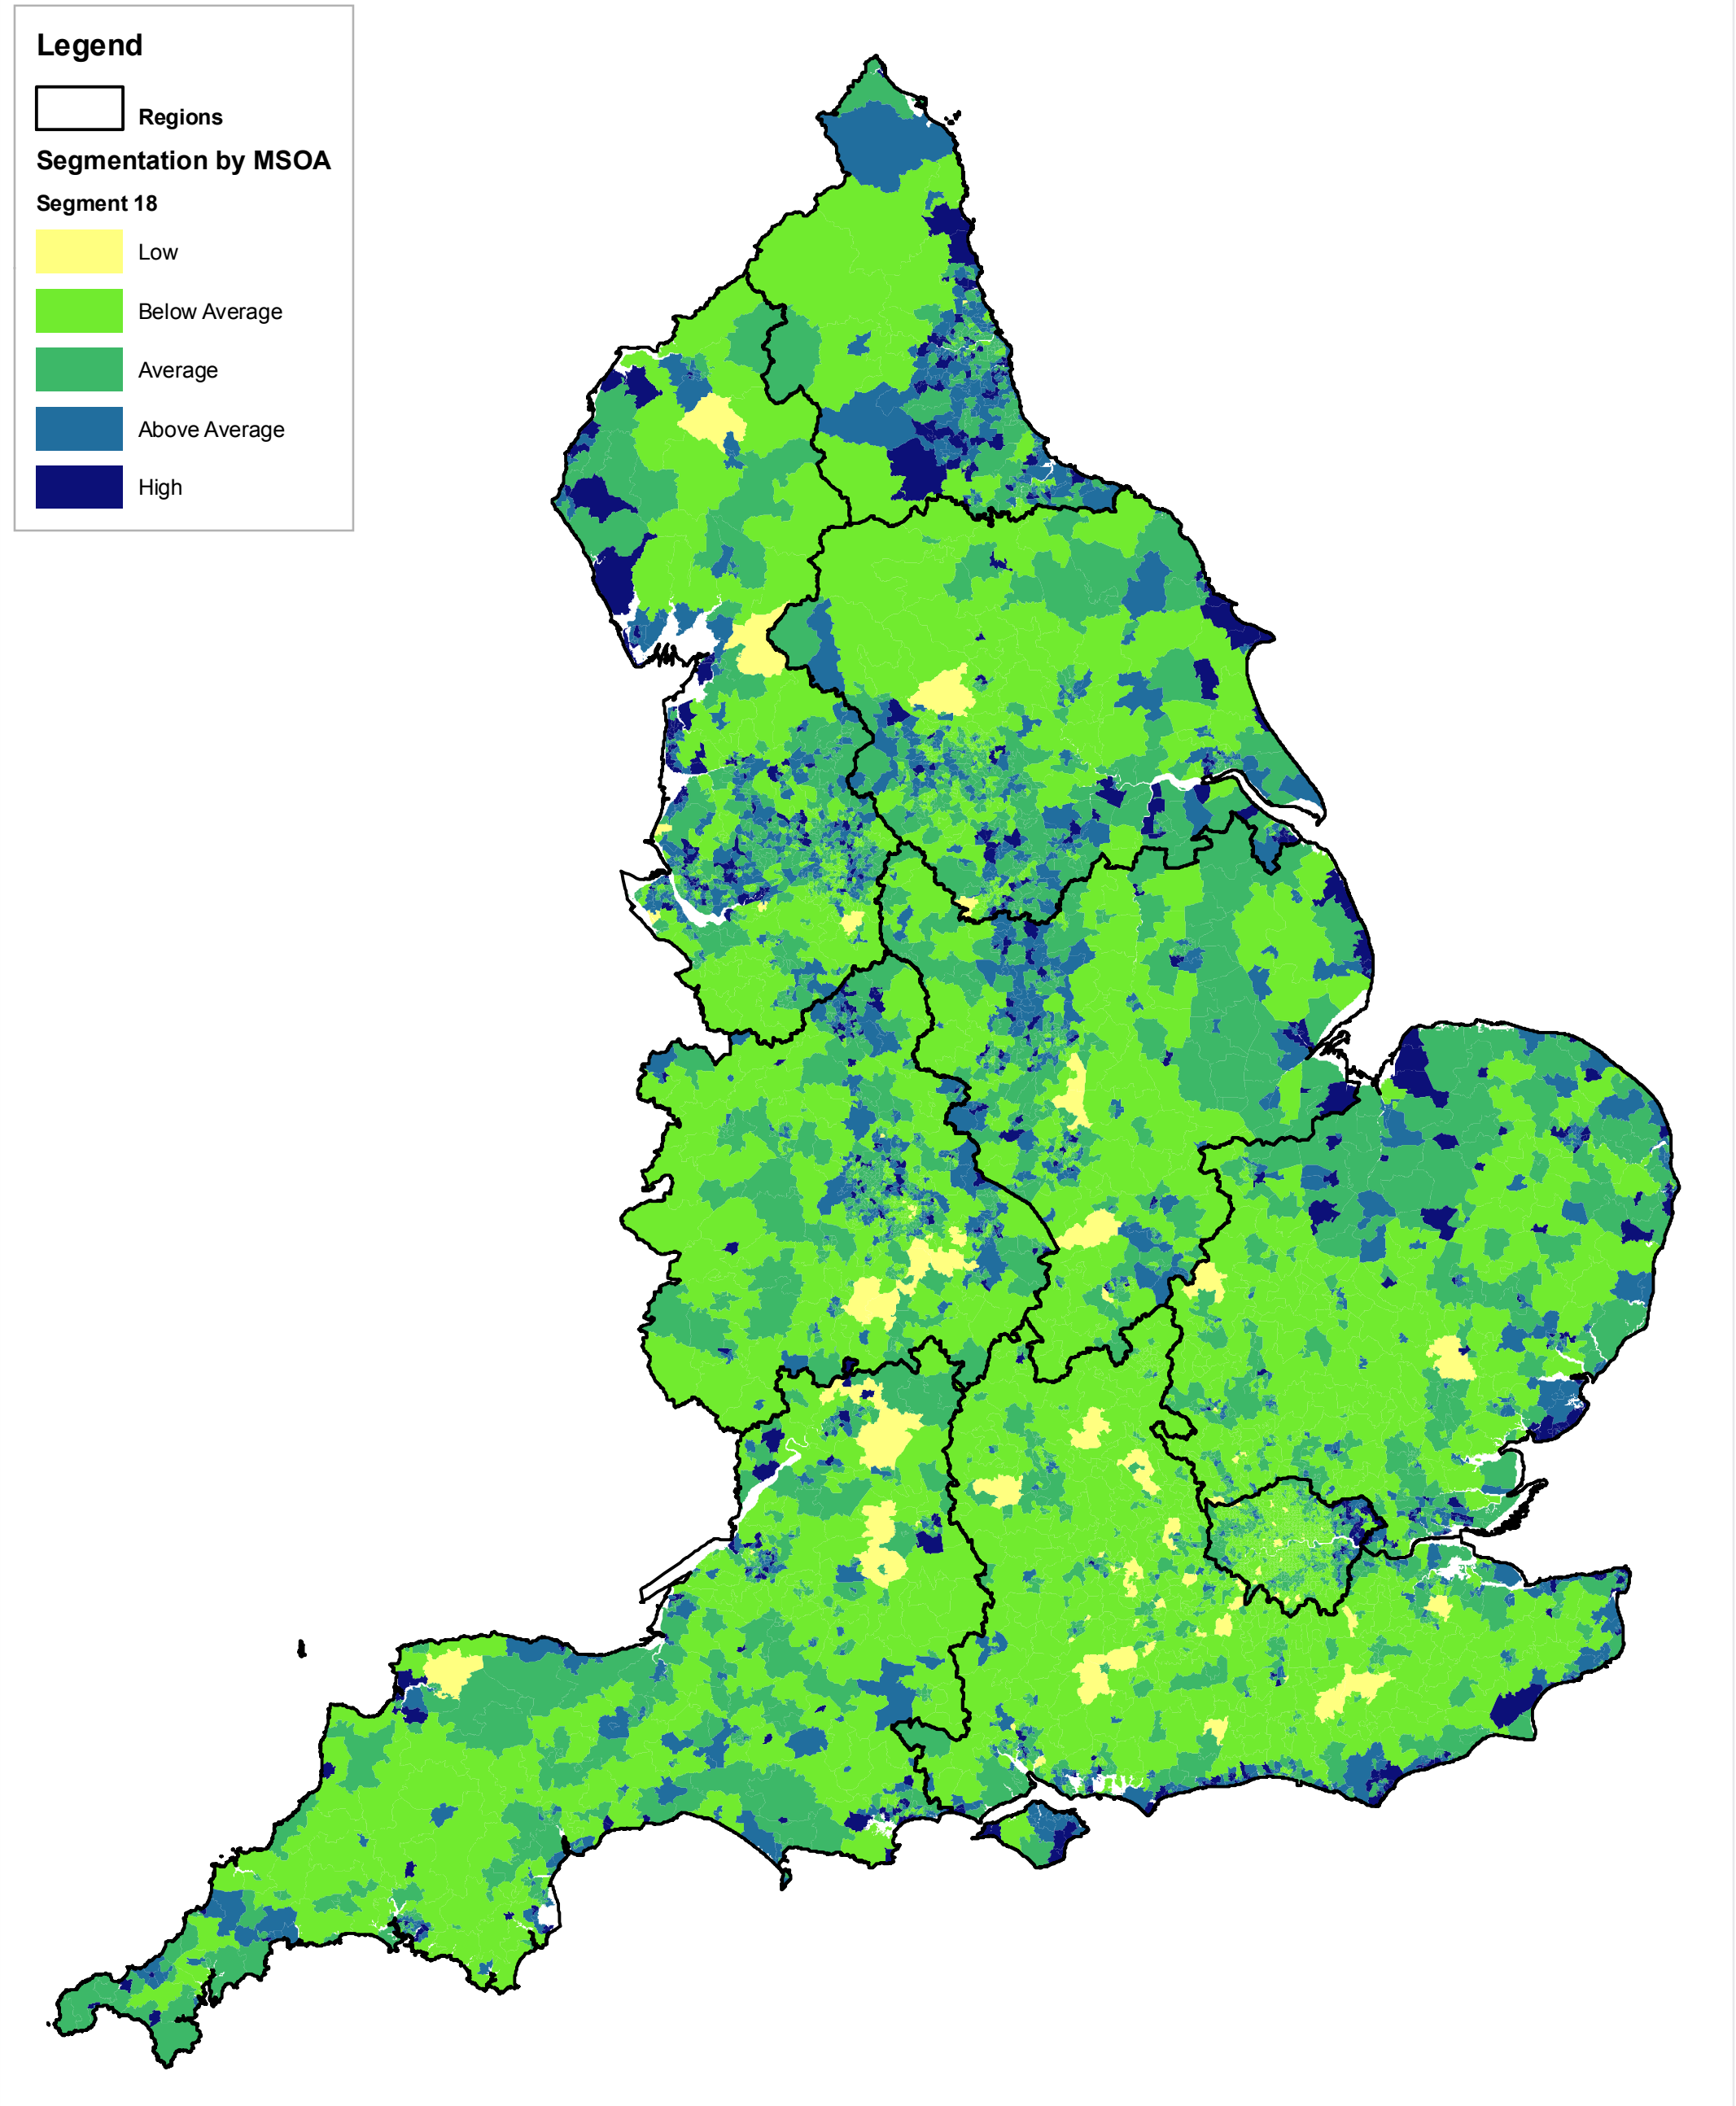 Legend
Regions
Segmentation by MSOA
Segment 18
Low
Below Average
Average
Above Average
High